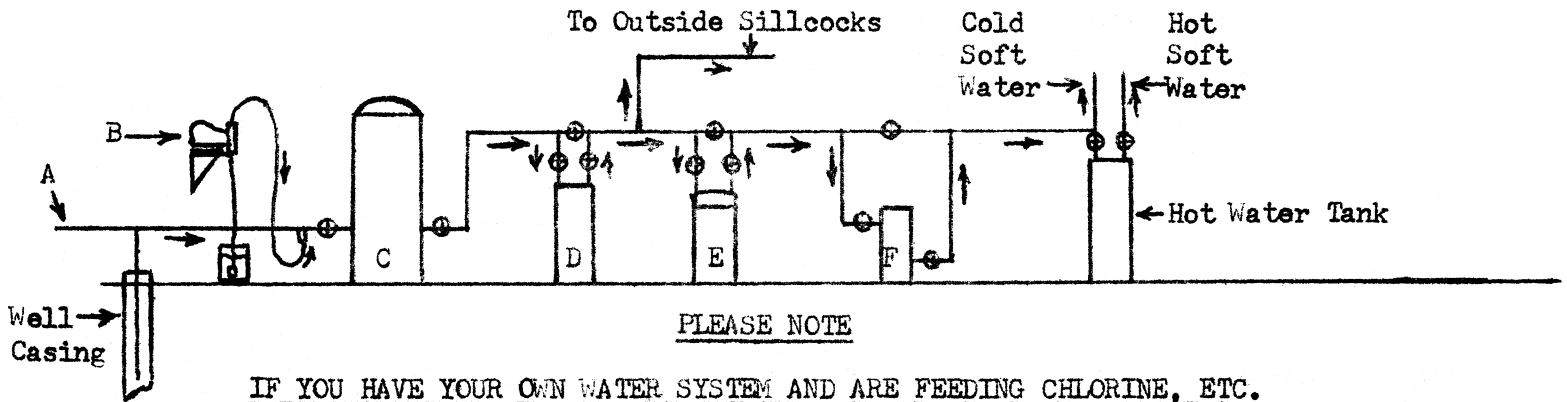 To Outside Sillcocks
Cold
Soft
Water
Hot
Soft
Water
B
A
C
D
E
F
Hot Water Tank
Well
Casing
PLEASE NOTE
IF YOU HAVE YOUR OWN WATER SYSTEM AND ARE FEEDING CHLORINE, ETC.